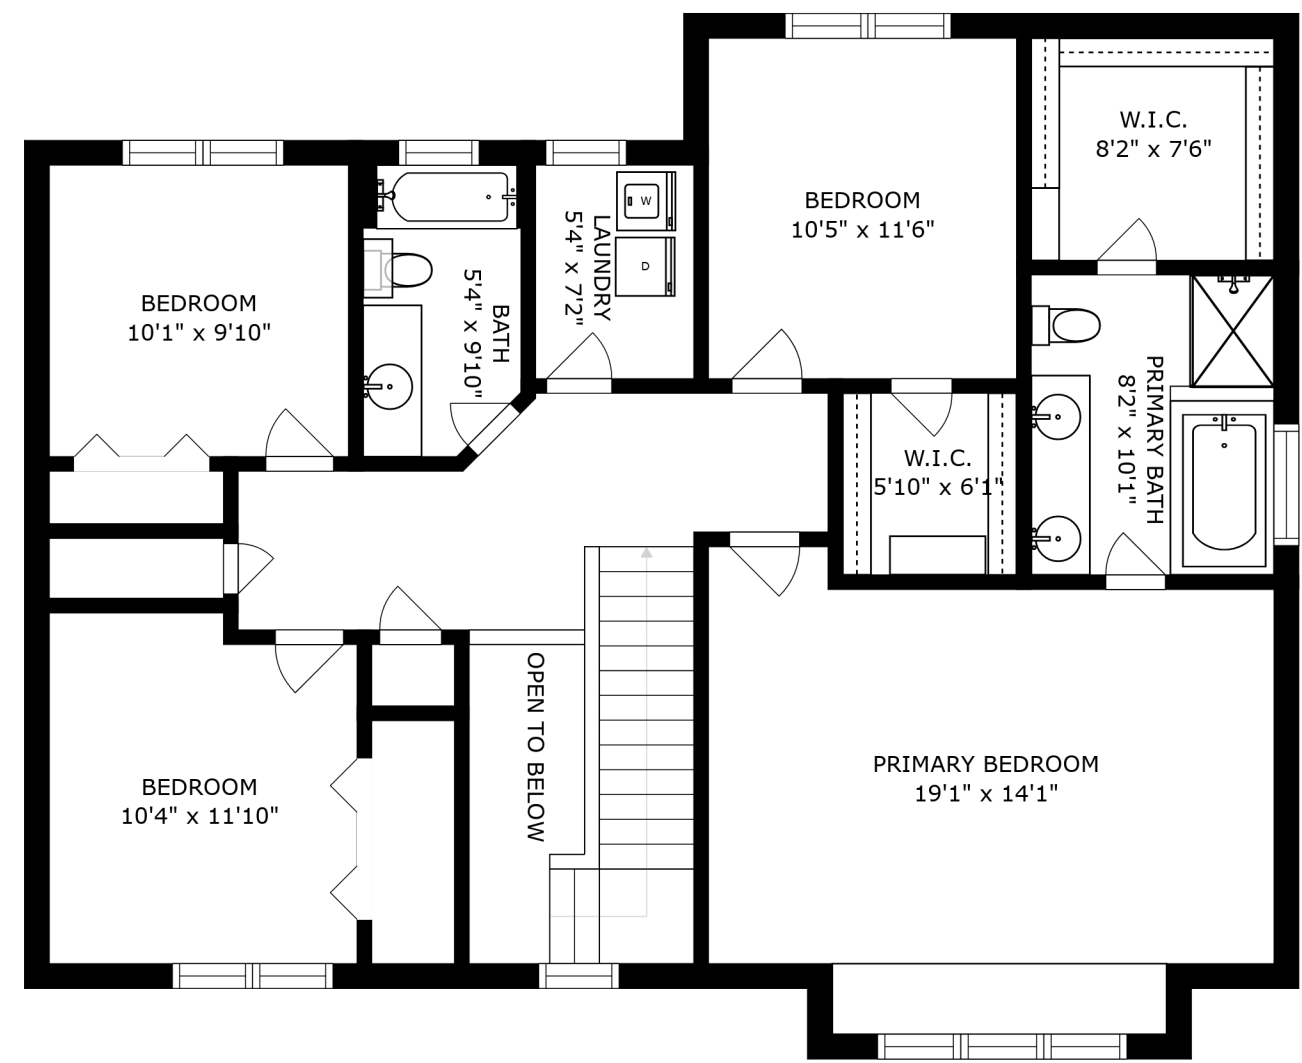 W.I.C.
8'2" x 7'6"
BEDROOM
10'5" x 11'6"
W
D
LAUNDRY
5'4" x 7'2"
BEDROOM
10'1" x 9'10"
BATH
5'4" x 9'10"
PRIMARY BATH
8'2" x 10'1"
W.I.C.
5'10" x 6'1"
OPEN TO BELOW
PRIMARY BEDROOM
19'1" x 14'1"
BEDROOM
10'4" x 11'10"